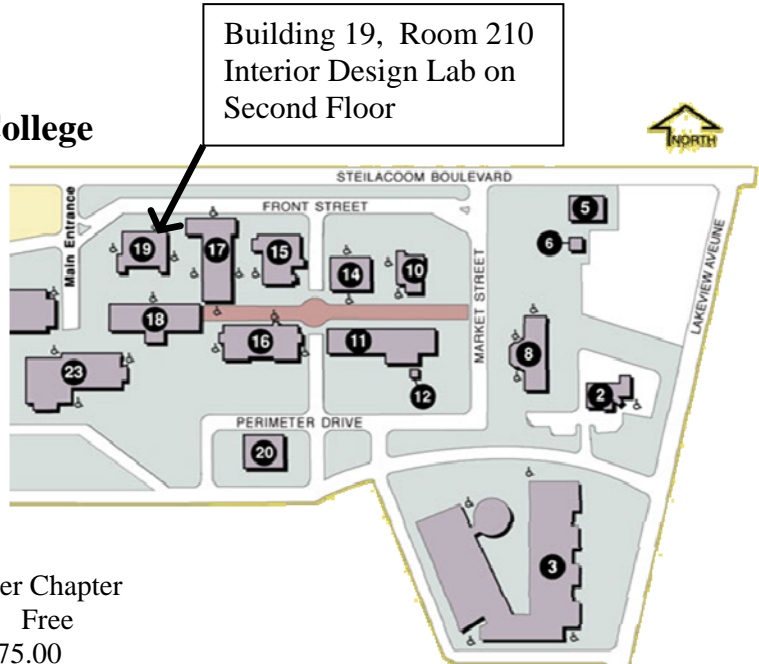 Building 19, Room 210
Interior Design Lab on
Second Floor
College
NORTH
STEILACOOM BOULEVARD
FRONT STREET
Main Entrance
MARKET STREET
LAKEVIEW AVEUNE
5
6
19
17
15
14
10
18
16
11
8
23
12
2
PERIMETER DRIVE
20
3
er Chapter
Free
75.00